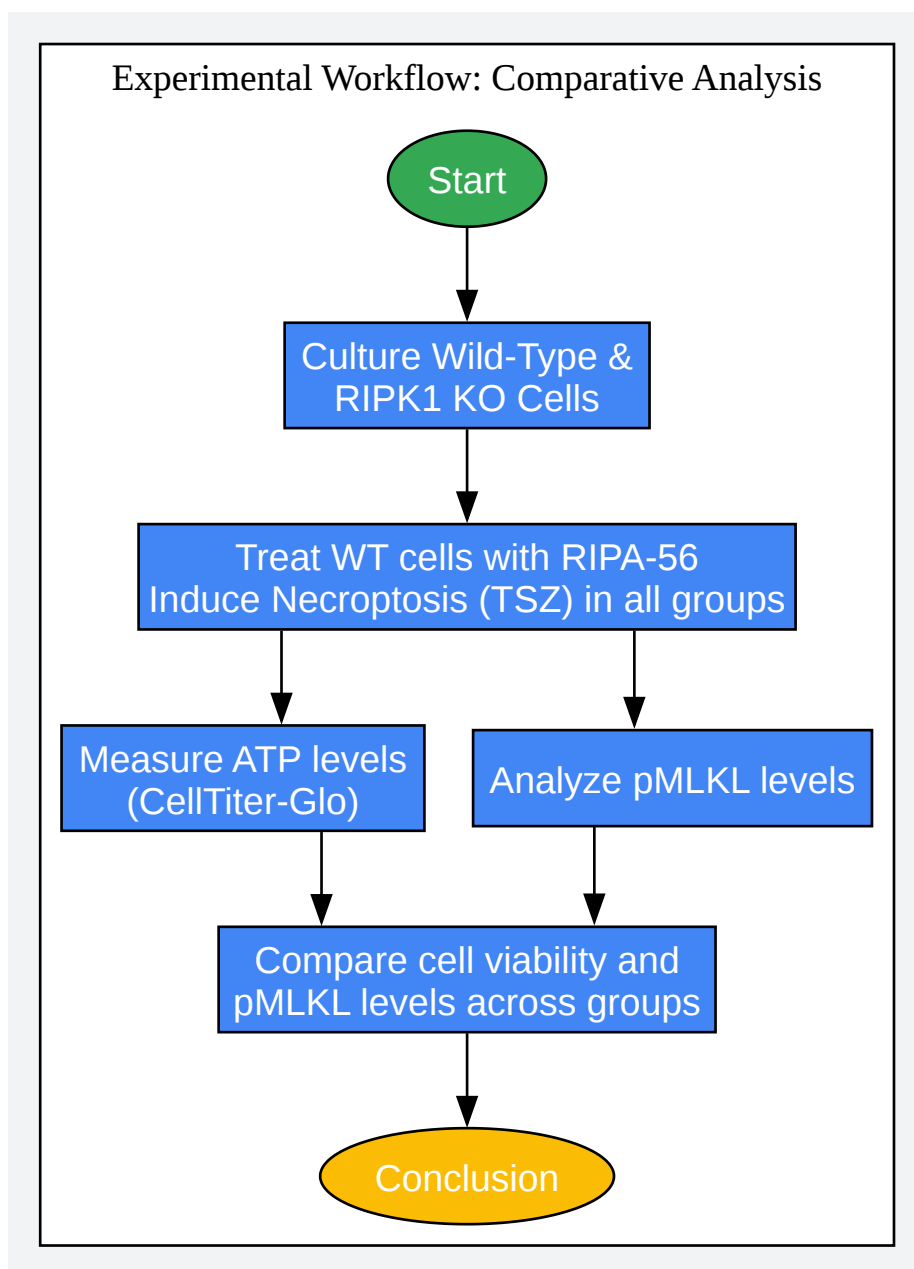 Experimental Workflow: Comparative Analysis
Start
Culture Wild-Type &
RIPK1 KO Cells
Treat WT cells with RIPA-56
Induce Necroptosis (TSZ) in all groups
Measure ATP levels
(CellTiter-Glo)
Analyze pMLKL levels
Compare cell viability and
pMLKL levels across groups
Conclusion